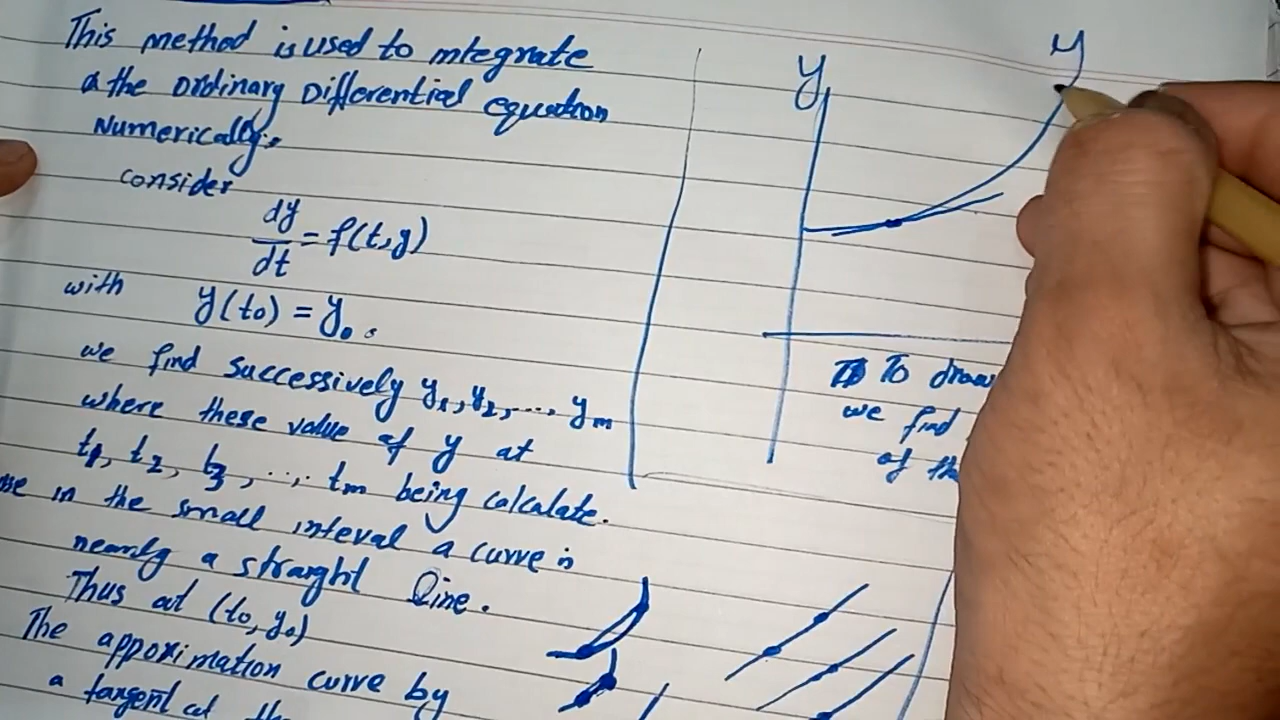 This method is used to integrate
the ordinary Differential equation
Numerically.
consider
dy/dt = f(t,y)
with y(t0) = y0.
we find successively y1, y2, ..., ym
where these value of y at
t1, t2, t3, ..., tm being calculate.
in the small interval a curve is
nearly a straight line.
Thus at (t0, y0)
The approximation curve by
a tangent at
y
y
To draw
we find
of the